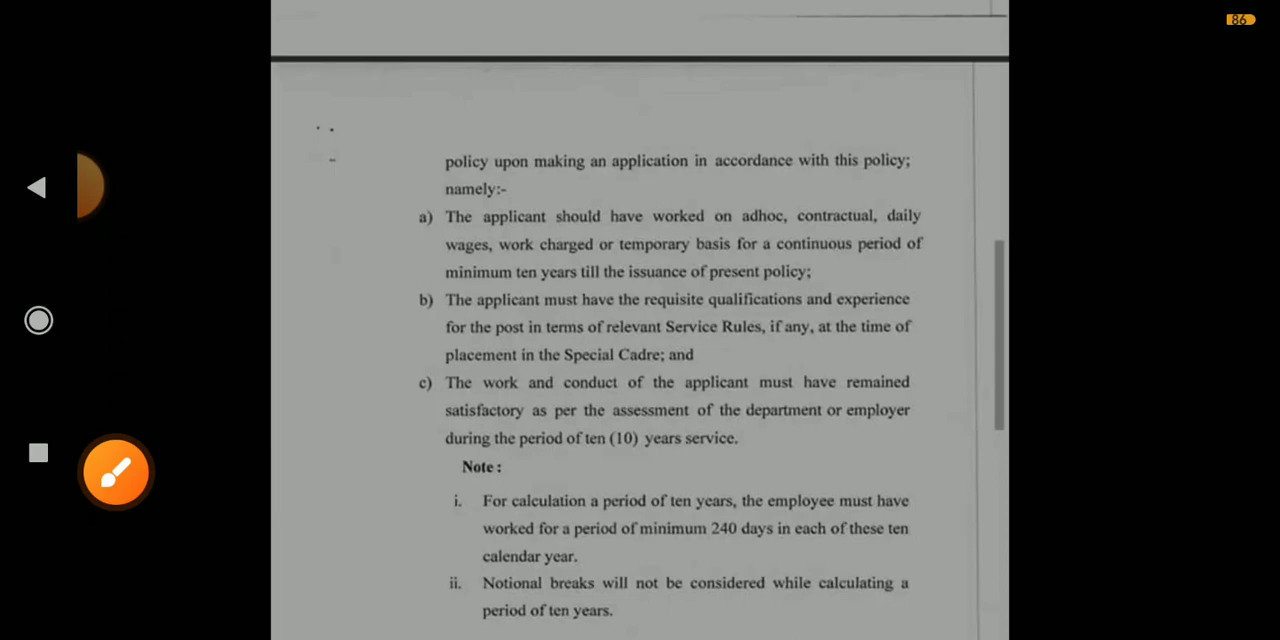 86
policy upon making an application in accordance with this policy;
namely:-
a) The applicant should have worked on adhoc, contractual, daily
wages, work charged or temporary basis for a continuous period of
minimum ten years till the issuance of present policy;
b) The applicant must have the requisite qualifications and experience
for the post in terms of relevant Service Rules, if any, at the time of
placement in the Special Cadre; and
c) The work and conduct of the applicant must have remained
satisfactory as per the assessment of the department or employer
during the period of ten (10) years service.
Note :
i. For calculation a period of ten years, the employee must have
worked for a period of minimum 240 days in each of these ten
calendar year.
ii. Notional breaks will not be considered while calculating a
period of ten years.